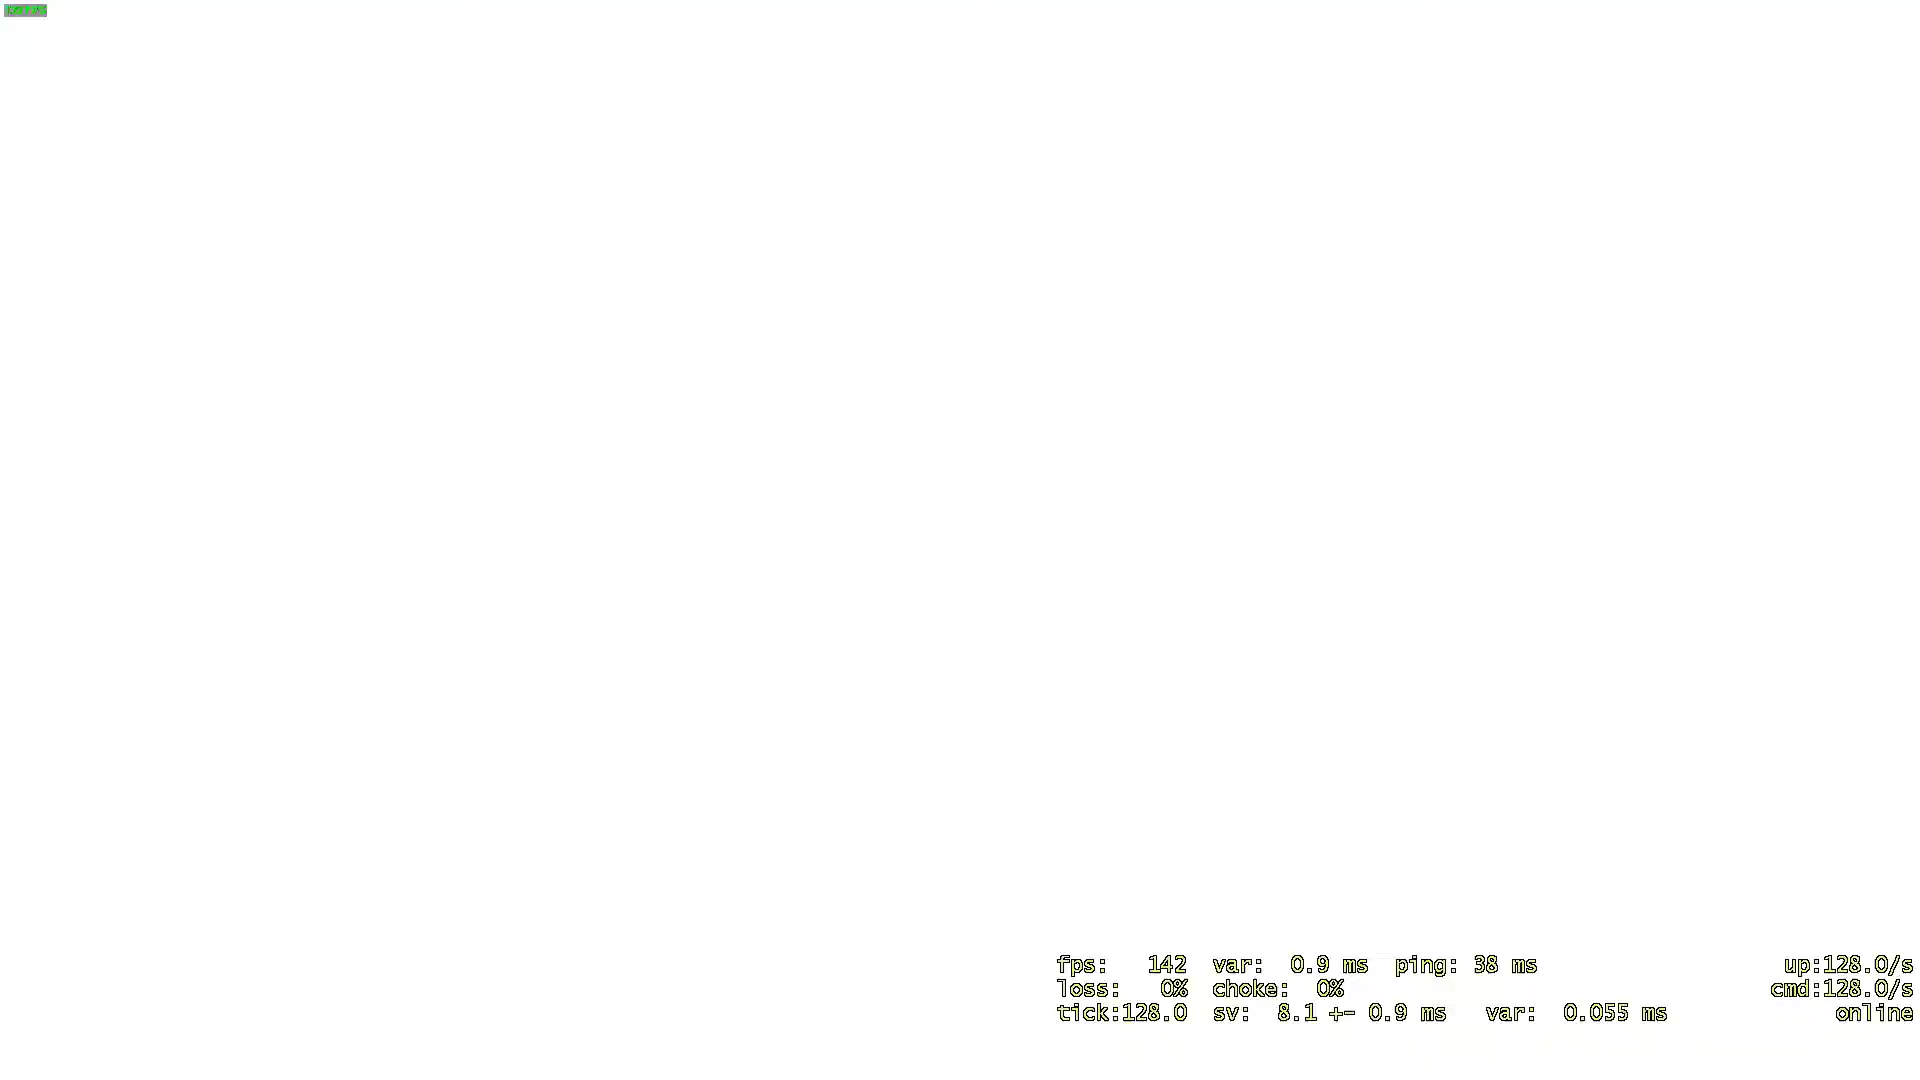 fps: 142 var: 0.9 ms ping: 38 ms up:128.0/s
loss: 0% choke: 0% cmd:128.0/s
tick:128.0 sv: 8.1 +- 0.9 ms var: 0.055 ms online